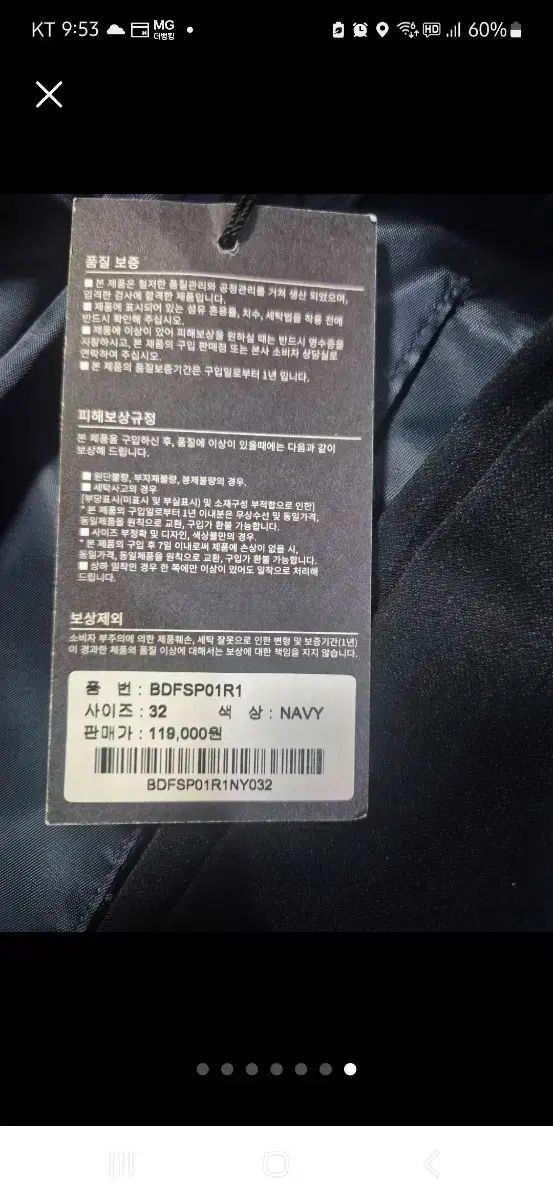 KT 9:53 MG
더뱅킹
HD 60%
품질 보증
■ 본 제품은 철저한 품질관리와 공정관리를 거쳐 생산 되었으며,
엄격한 검사에 합격한 제품입니다.
■ 제품에 표시되어 있는 섬유 혼용률, 치수, 세탁법을 착용 전에
반드시 확인해 주십시오.
■ 제품에 이상이 있어 피해보상을 원하실 때는 반드시 영수증을
지참하시고, 본 제품의 구입 판매점 또는 본사 소비자 상담실로
연락하여 주십시오.
■ 본 제품의 품질보증기간은 구입일로부터 1년 입니다.
피해보상규정
본 제품을 구입하신 후, 품질에 이상이 있을때에는 다음과 같이
보상해 드립니다.
■ 원단불량, 부자재불량, 봉제불량의 경우.
■ 세탁사고의 경우
[부당표시(미표시 및 부실표시) 및 소재구성 부적합으로 인한]
* 본 제품의 구입일로부터 1년 이내분은 무상수선 및 동일가격,
동일제품을 원칙으로 교환, 구입가 환불 가능합니다.
■ 사이즈 부정확 및 디자인, 색상불만의 경우.
* 본 제품의 구입 후 7일 이내로써 제품에 손상이 없을 시,
동일가격, 동일제품을 원칙으로 교환, 구입가 환불 가능합니다.
■ 상하 일착인 경우 한 쪽에만 이상이 있어도 일착으로 처리해
드립니다.
보상제외
소비자 부주의에 의한 제품훼손, 세탁 잘못으로 인한 변형 및 보증기간(1년)
이 경과한 제품의 품질 이상에 대해서는 보상에 대한 책임을 지지 않습니다.
품 번 : BDFSP01R1
사이즈 : 32 색 상 : NAVY
판매가 : 119,000원
BDFSP01R1NY032